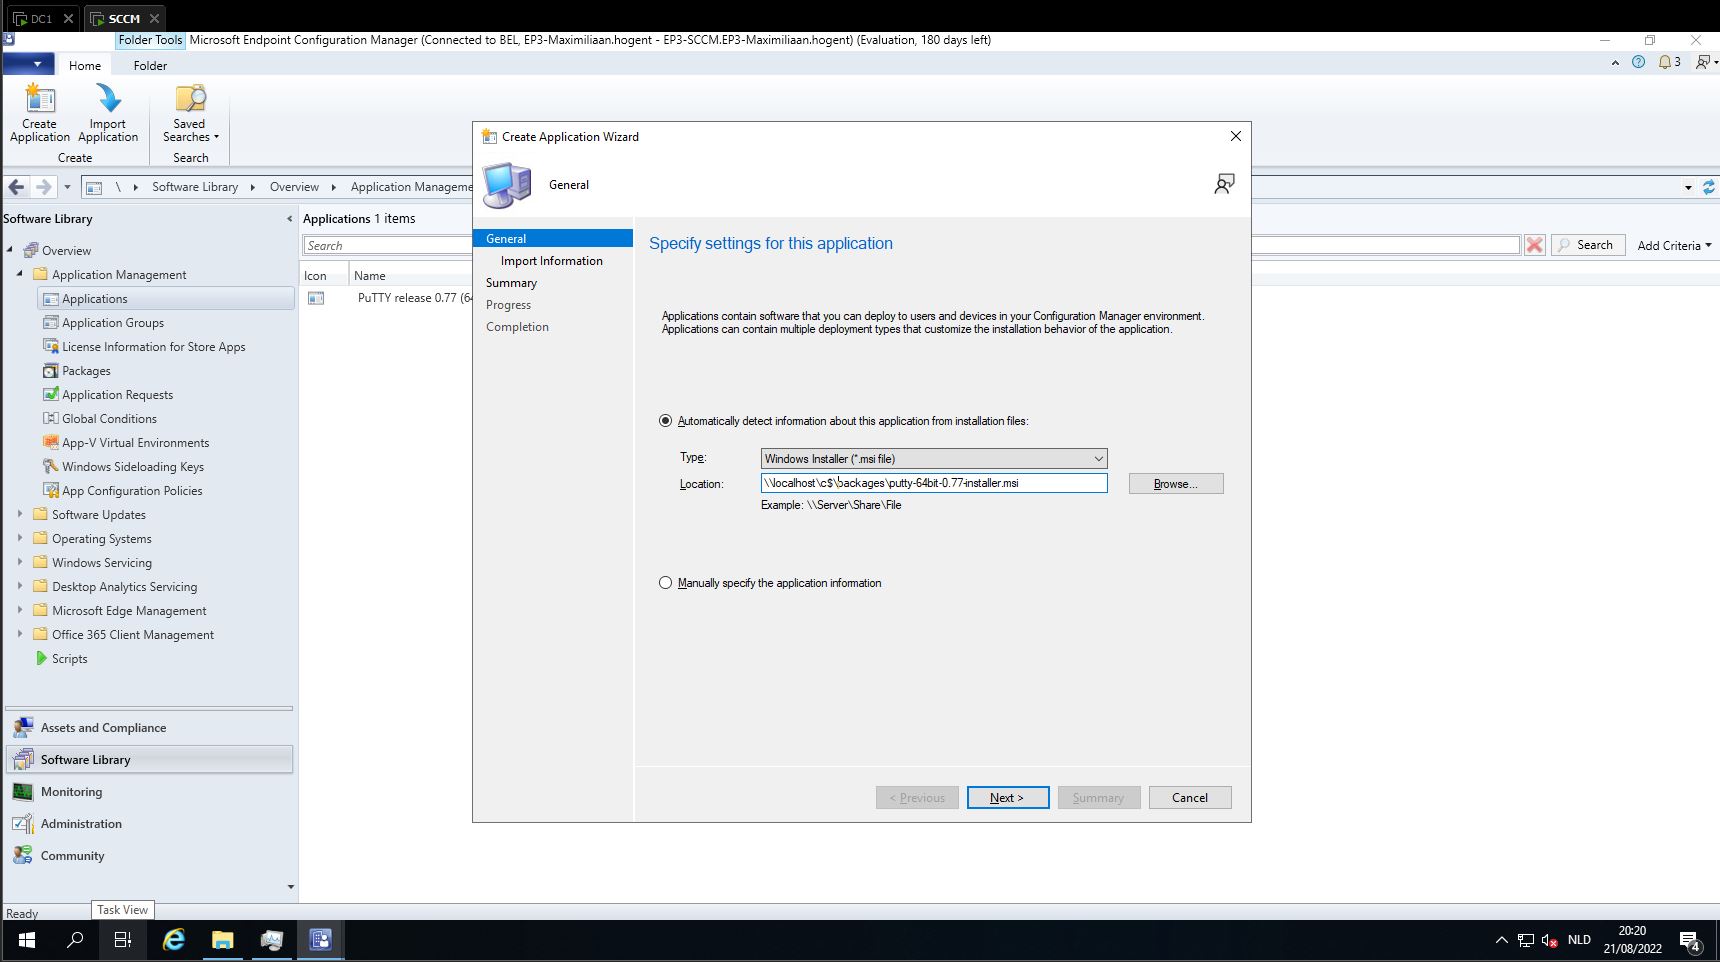 DC1
SCCM
Folder Tools
Microsoft Endpoint Configuration Manager (Connected to BEL, EP3-Maximiliaan.hogent - EP3-SCCM.EP3-Maximiliaan.hogent) (Evaluation, 180 days left)
Home
Folder
3
Create
Application
Import
Application
Saved
Searches
Create
Search
\
Software Library
Overview
Application Manageme
Software Library
Overview
Application Management
Applications
Application Groups
License Information for Store Apps
Packages
Application Requests
Global Conditions
App-V Virtual Environments
Windows Sideloading Keys
App Configuration Policies
Software Updates
Operating Systems
Windows Servicing
Desktop Analytics Servicing
Microsoft Edge Management
Office 365 Client Management
Scripts
Assets and Compliance
Software Library
Monitoring
Administration
Community
Applications 1 items
Search
Search
Add Criteria
Icon
Name
PuTTY release 0.77 (64
Create Application Wizard
General
General
Import Information
Summary
Progress
Completion
Specify settings for this application
Applications contain software that you can deploy to users and devices in your Configuration Manager environment.
Applications can contain multiple deployment types that customize the installation behavior of the application.
Automatically detect information about this application from installation files:
Type:
Windows Installer (*.msi file)
Location:
\\localhost\c$\packages\putty-64bit-0.77-installer.msi
Browse...
Example: \\Server\Share\File
Manually specify the application information
< Previous
Next >
Summary
Cancel
Ready
Task View
NLD
20:20
21/08/2022
4